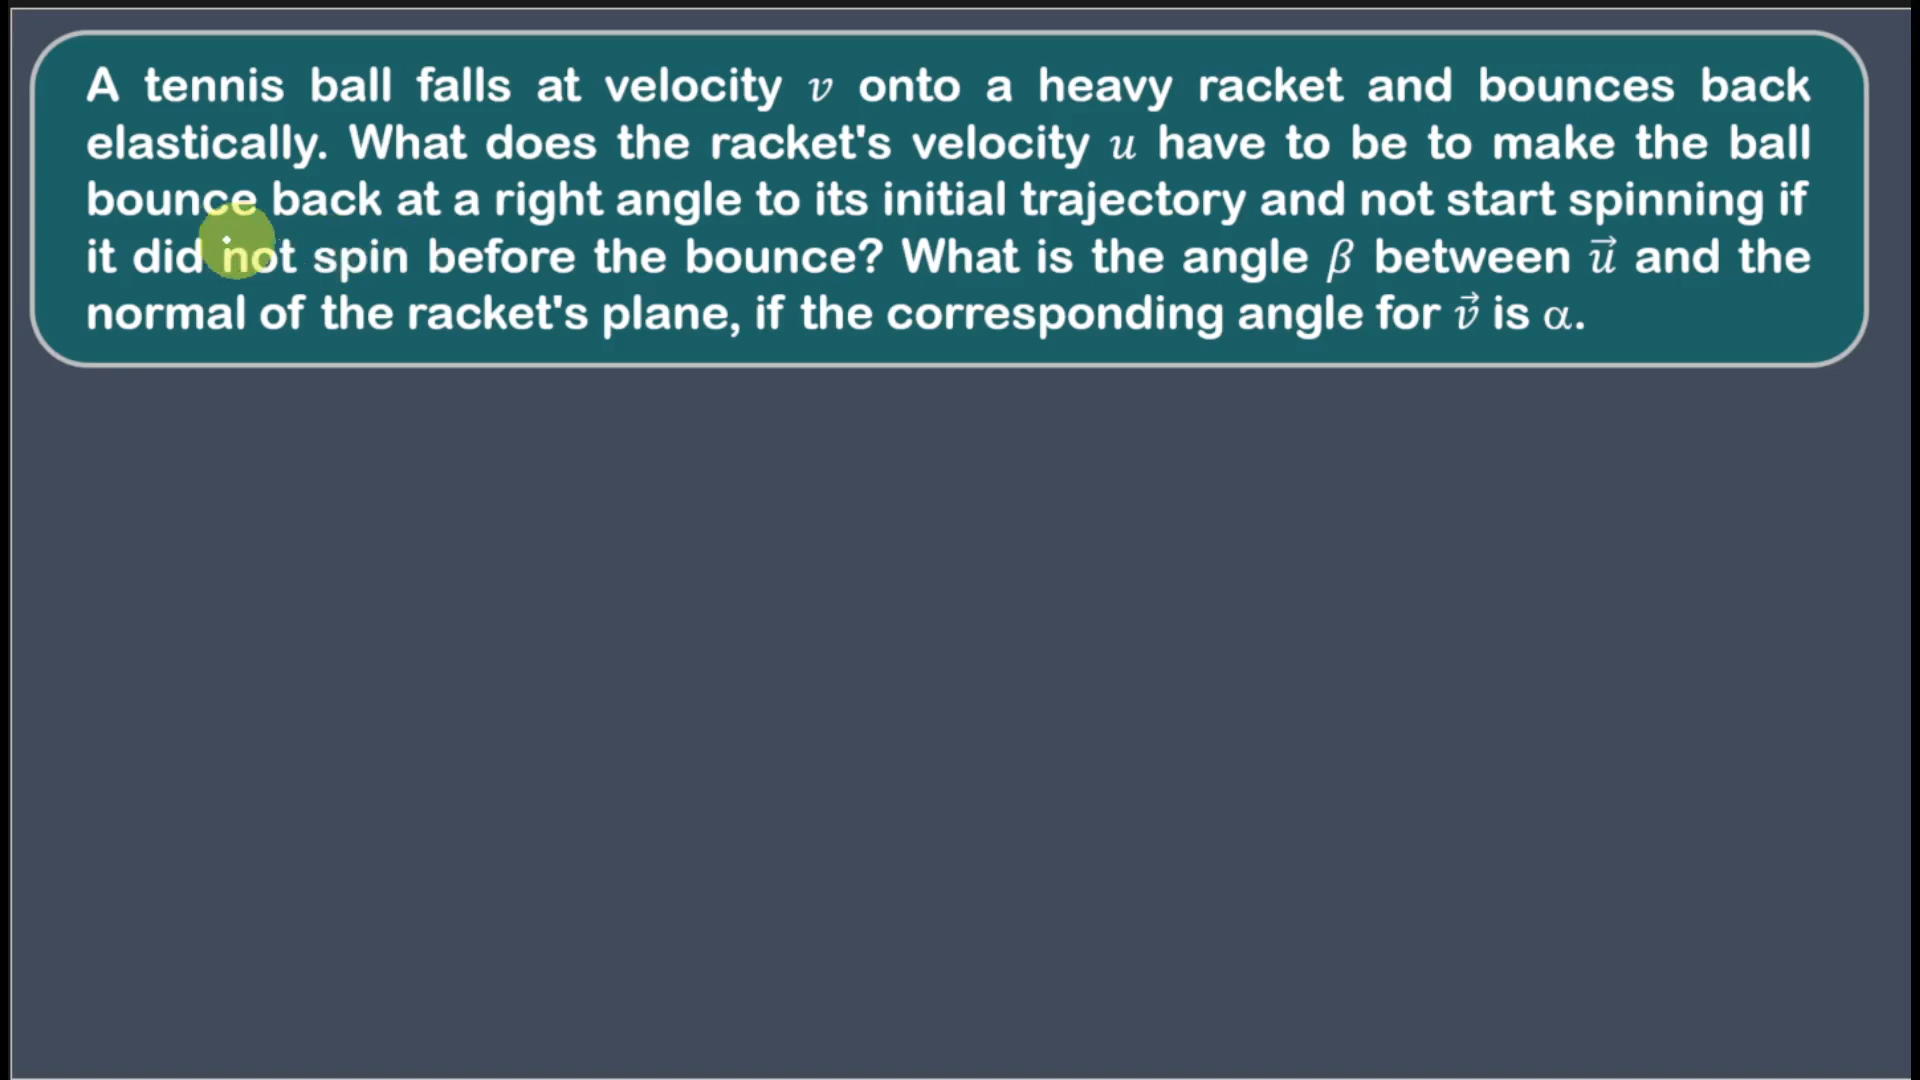 A tennis ball falls at velocity 𝑣 onto a heavy racket and bounces back
elastically. What does the racket's velocity 𝑢 have to be to make the ball
bounce back at a right angle to its initial trajectory and not start spinning if
it did not spin before the bounce? What is the angle 𝛽 between 𝑢⃗ and the
normal of the racket's plane, if the corresponding angle for 𝑣⃗ is α.